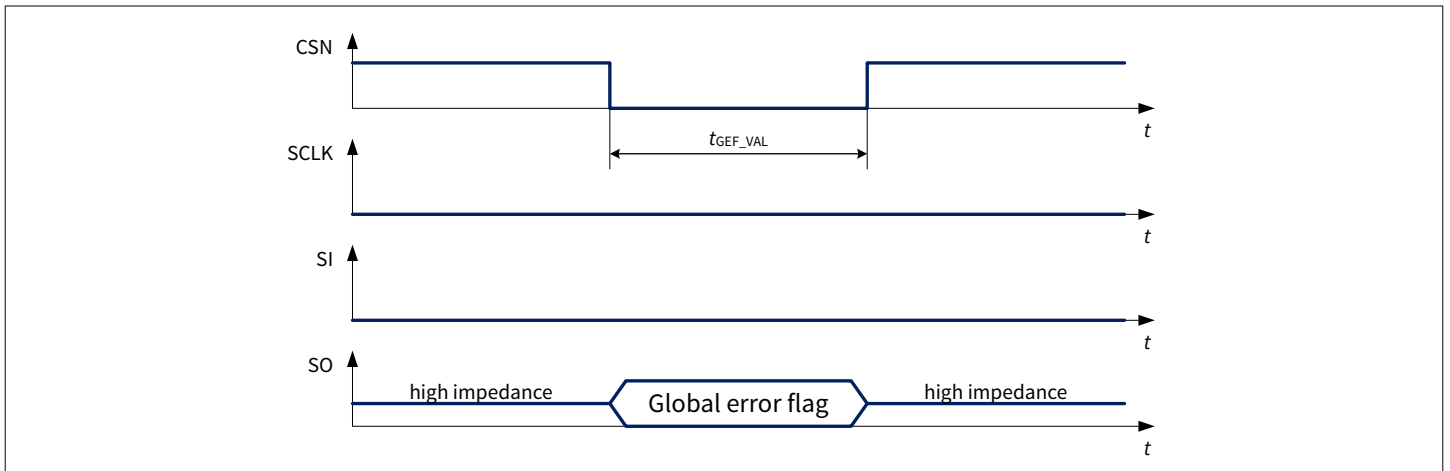 CSN
t
tGEF_VAL
SCLK
t
SI
t
SO
high impedance
Global error flag
high impedance
t